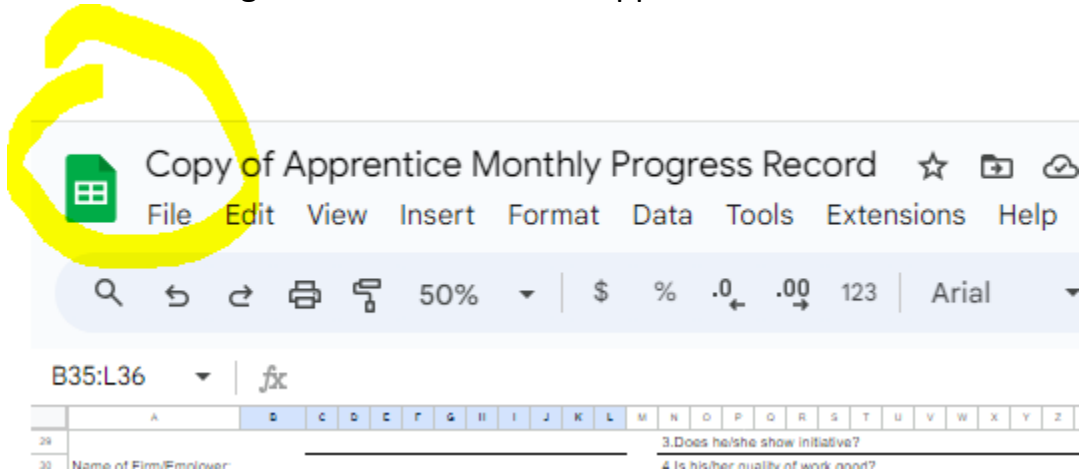 Copy of Apprentice Monthly Progress Record
File Edit View Insert Format Data Tools Extensions Help
50% $ % .0 .00 123 Arial
B35:L36 fx
A B C D E F G H I J K L M N O P Q R S T U V W X Y Z
29 3.Does he/she show initiative?
30 Name of Firm/Employer: 4.Is his/her quality of work good?